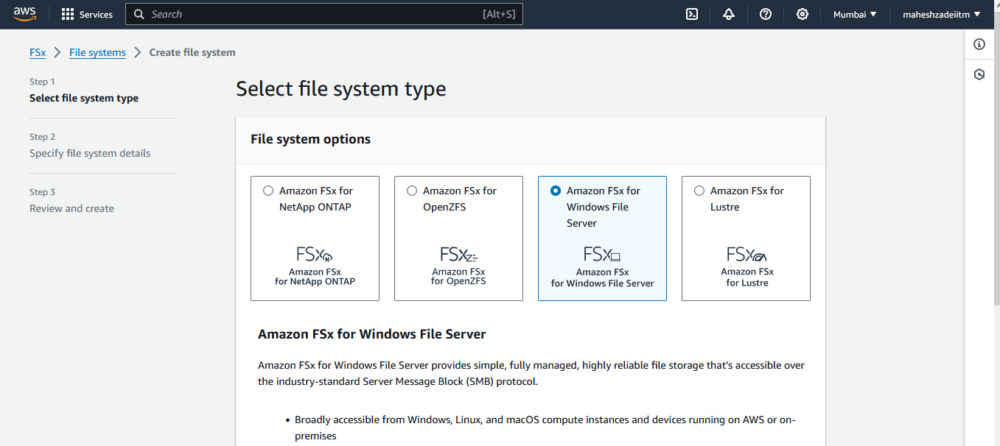 aws
Services
Search
[Alt+S]
Mumbai
maheshzadeiitm
FSx
File systems
Create file system
Step 1
Select file system type
Step 2
Specify file system details
Step 3
Review and create
Select file system type
File system options
Amazon FSx for
NetApp ONTAP
FSxN
Amazon FSx
for NetApp ONTAP
Amazon FSx for
OpenZFS
FSxZ
Amazon FSx
for OpenZFS
Amazon FSx for
Windows File
Server
FSx
Amazon FSx
for Windows File Server
Amazon FSx for
Lustre
FSx
Amazon FSx
for Lustre
Amazon FSx for Windows File Server
Amazon FSx for Windows File Server provides simple, fully managed, highly reliable file storage that's accessible over
the industry-standard Server Message Block (SMB) protocol.
• Broadly accessible from Windows, Linux, and macOS compute instances and devices running on AWS or on-
premises